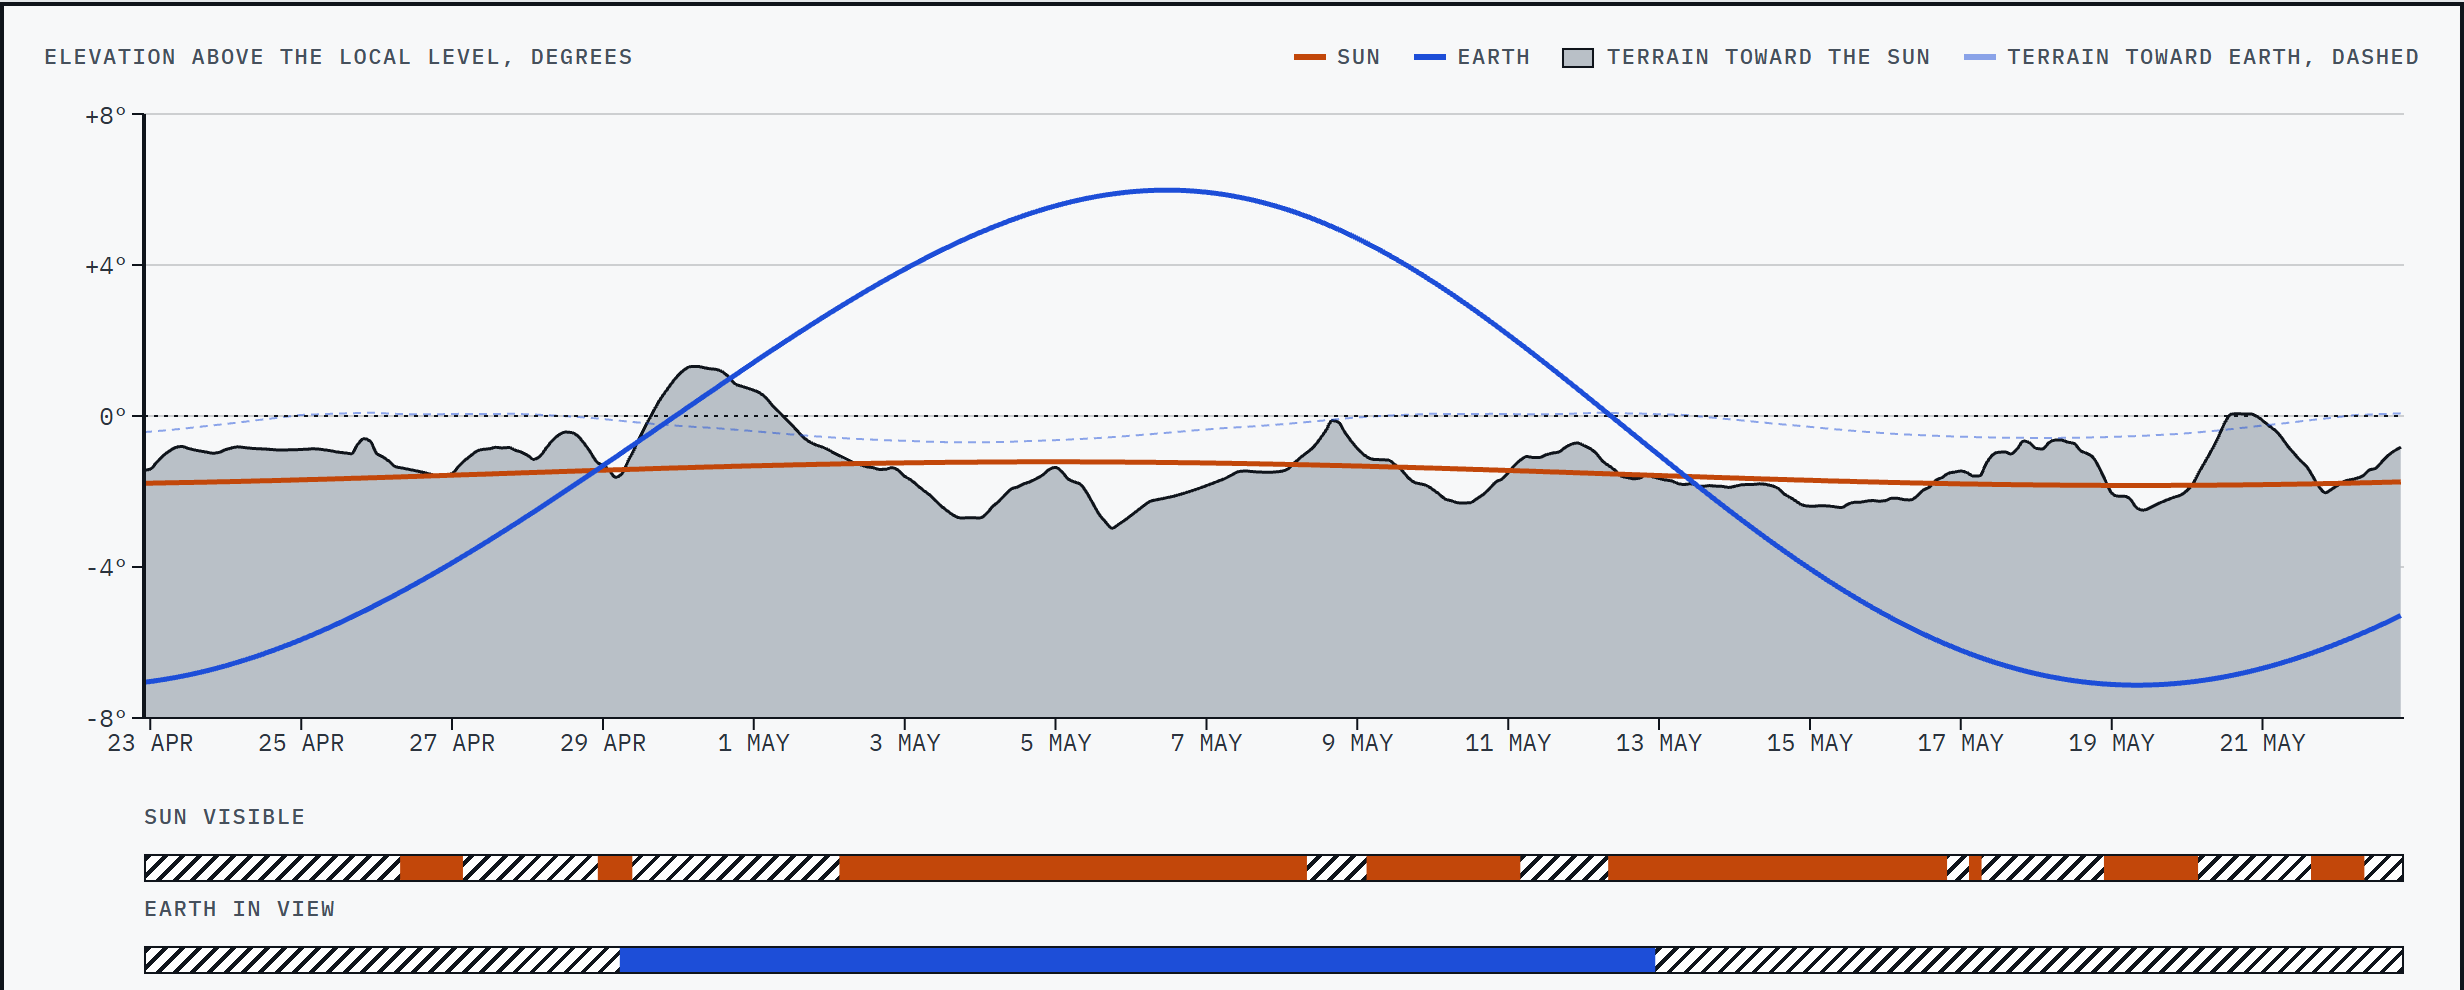 ELEVATION ABOVE THE LOCAL LEVEL, DEGREES
SUN EARTH TERRAIN TOWARD THE SUN TERRAIN TOWARD EARTH, DASHED
+8°
+4°
0°
-4°
-8°
23 APR 25 APR 27 APR 29 APR 1 MAY 3 MAY 5 MAY 7 MAY 9 MAY 11 MAY 13 MAY 15 MAY 17 MAY 19 MAY 21 MAY
SUN VISIBLE
EARTH IN VIEW